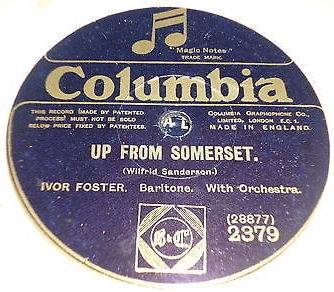 "Magic Notes"
TRADE MARK.
Columbia
THIS RECORD (MADE BY PATENTED
PROCESS) MUST NOT BE SOLD
BELOW PRICE FIXED BY PATENTEES.
COLUMBIA GRAPHOPHONE CO.,
LIMITED, LONDON E.C.1.
MADE IN ENGLAND.
UP FROM SOMERSET.
(Wilfrid Sanderson.)
IVOR FOSTER, Baritone. With Orchestra.
B&C
(28877)
2379